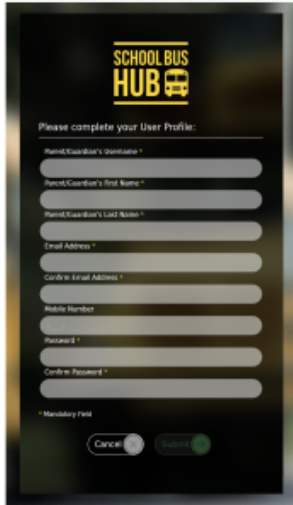 SCHOOL BUS
HUB
Please complete your User Profile:
Parent/Guardian's Username *
Parent/Guardian's First Name *
Parent/Guardian's Last Name *
Email Address *
Confirm Email Address *
Mobile Number
Password *
Confirm Password *
* Mandatory Field
Cancel
Submit